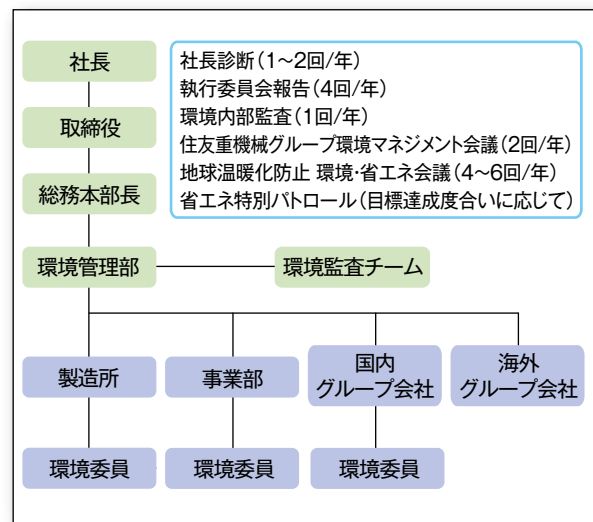 社長
取締役
総務本部長
環境管理部
環境監査チーム
社長診断(1〜2回/年)
執行委員会報告(4回/年)
環境内部監査(1回/年)
住友重機械グループ環境マネジメント会議(2回/年)
地球温暖化防止 環境・省エネ会議(4〜6回/年)
省エネ特別パトロール(目標達成度合いに応じて)
製造所
事業部
国内
グループ会社
海外
グループ会社
環境委員
環境委員
環境委員